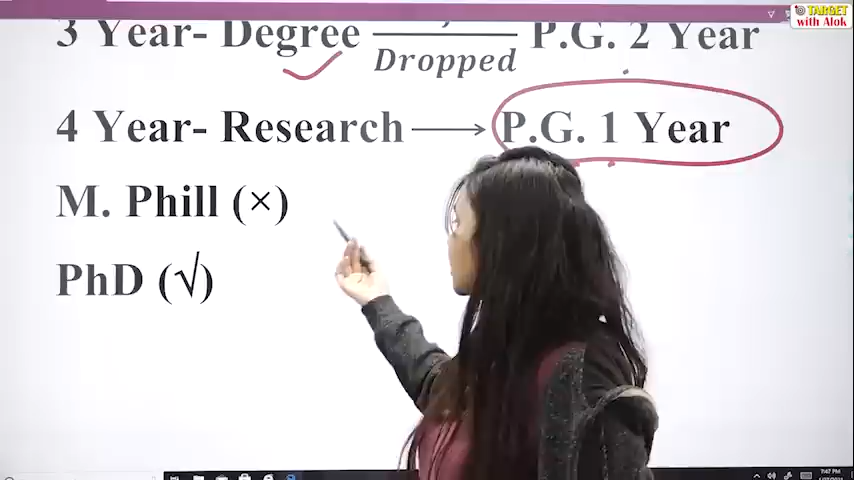 TARGET
with Alok
3 Year- Degree Dropped P.G. 2 Year
4 Year- Research → P.G. 1 Year
M. Phill (×)
PhD (√)